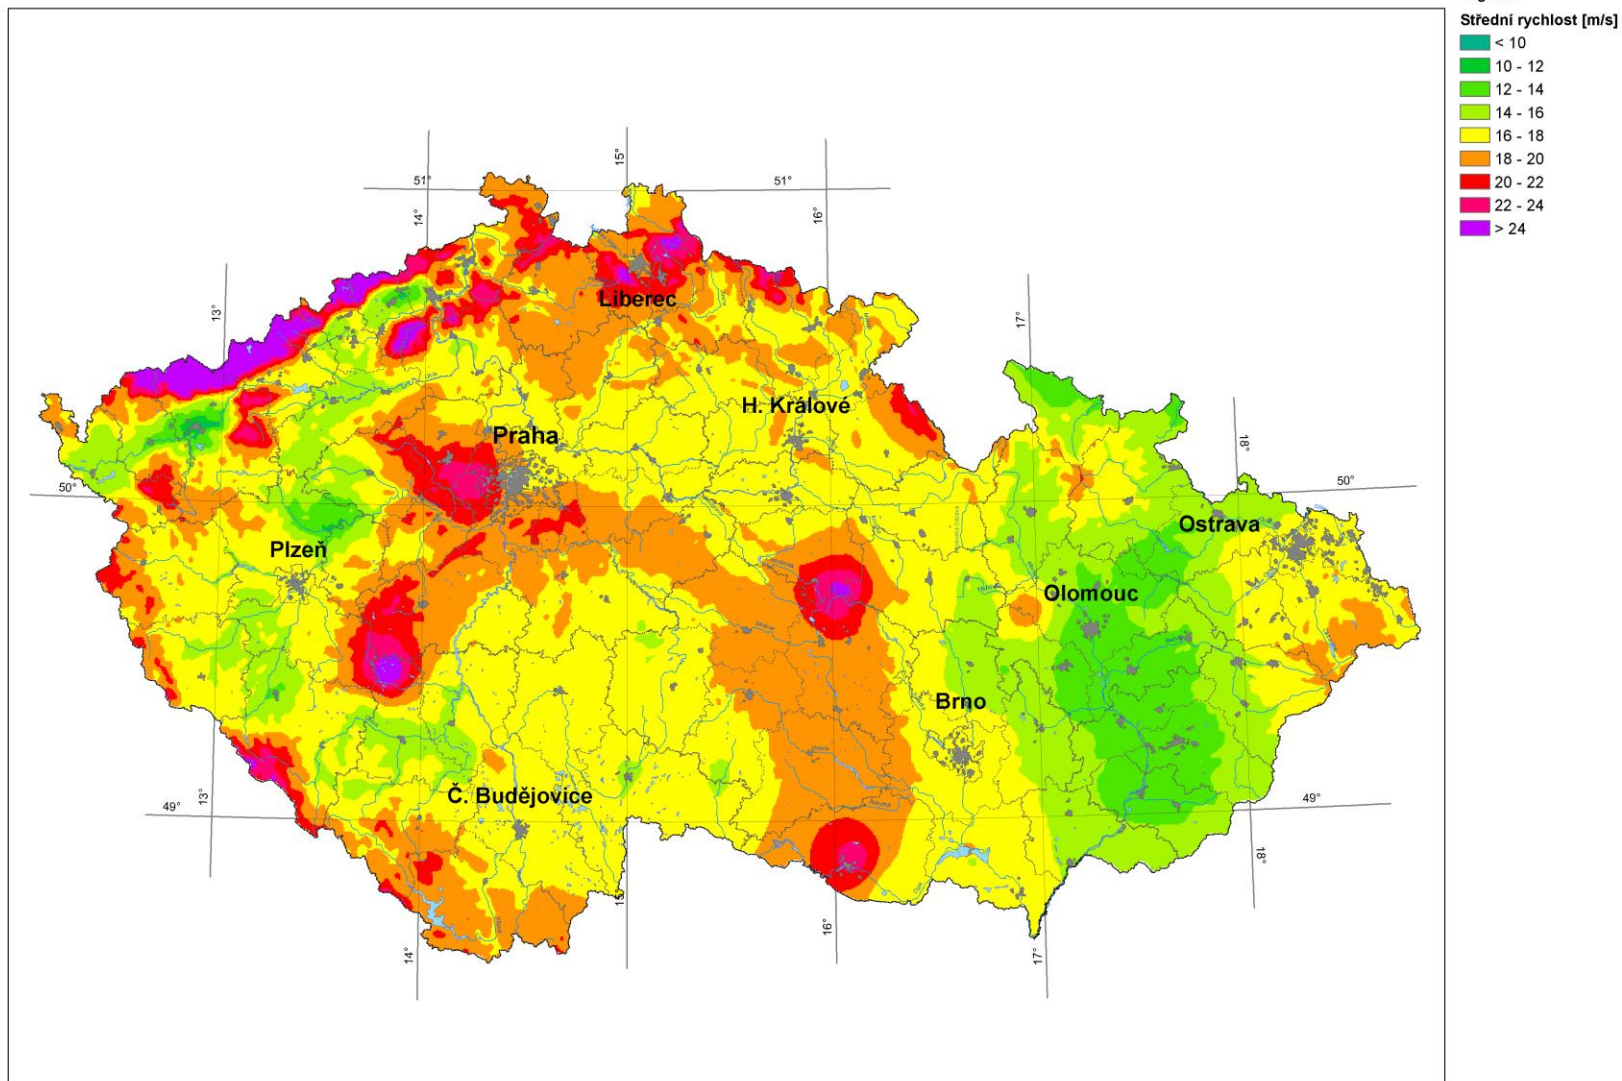 Střední rychlost [m/s]
< 10
10 - 12
12 - 14
14 - 16
16 - 18
18 - 20
20 - 22
22 - 24
> 24
15°
51°
51°
14°
16°
13°
Liberec
17°
H. Králové
Praha
18°
50°
50°
Ostrava
Plzeň
Olomouc
Brno
Č. Budějovice
49°
13°
49°
18°
15°
16°
14°
17°